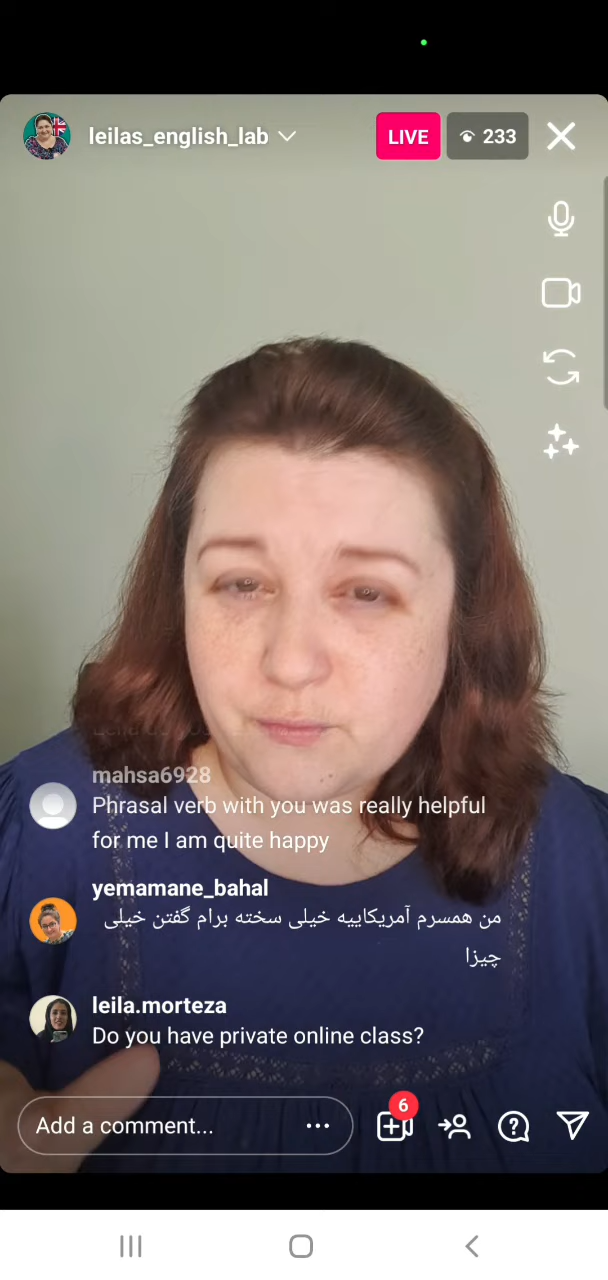 leilas_english_lab
LIVE
233
mahsa6928
Phrasal verb with you was really helpful
for me I am quite happy
yemamane_bahal
من همسرم آمریکاییه خیلی سخته برام گفتن خیلی
چیزا
leila.morteza
Do you have private online class?
Add a comment...
6